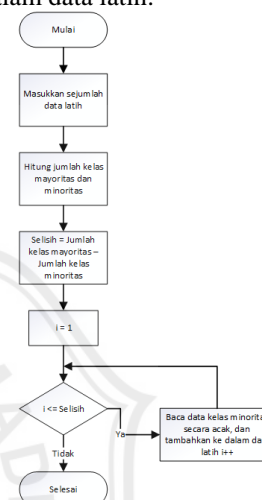 dalam data latih.
Mulai
Masukkan sejumlah
data latih
Hitung jumlah kelas
mayoritas dan
minoritas
Selisih = Jumlah
kelas mayoritas –
Jumlah kelas
minoritas
i = 1
i <= Selisih
Ya
Baca data kelas minorita
secara acak, dan
tambahkan ke dalam da
latih i++
Tidak
Selesai